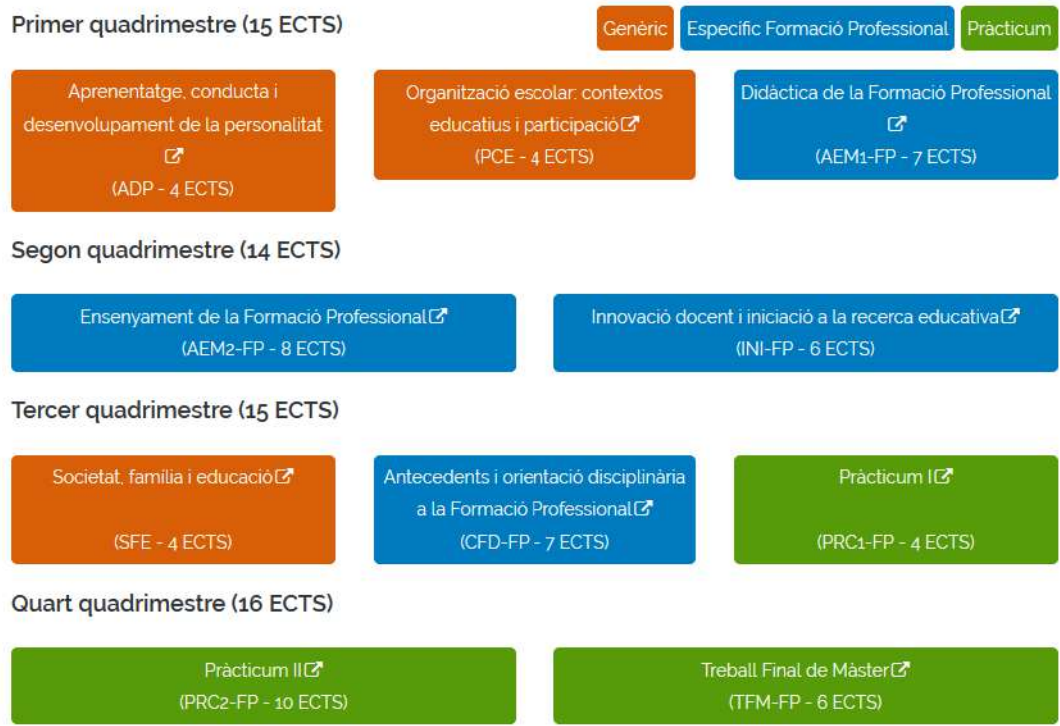 Primer quadrimestre (15 ECTS)
Genèric
Específic Formació Professional
Pràcticum
Aprenentatge, conducta i
desenvolupament de la personalitat
(ADP - 4 ECTS)
Organització escolar: contextos
educatius i participació
(PCE - 4 ECTS)
Didàctica de la Formació Professional
(AEM1-FP - 7 ECTS)
Segon quadrimestre (14 ECTS)
Ensenyament de la Formació Professional
(AEM2-FP - 8 ECTS)
Innovació docent i iniciació a la recerca educativa
(INI-FP - 6 ECTS)
Tercer quadrimestre (15 ECTS)
Societat, família i educació
(SFE - 4 ECTS)
Antecedents i orientació disciplinària
a la Formació Professional
(CFD-FP - 7 ECTS)
Pràcticum I
(PRC1-FP - 4 ECTS)
Quart quadrimestre (16 ECTS)
Pràcticum II
(PRC2-FP - 10 ECTS)
Treball Final de Màster
(TFM-FP - 6 ECTS)